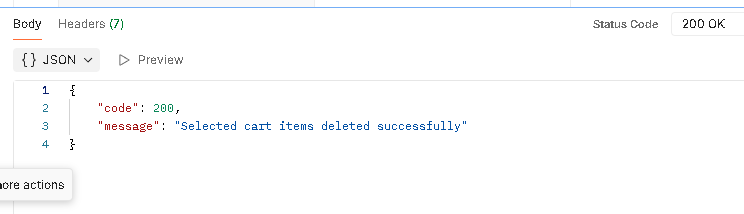 Body Headers (7) Status Code 200 OK
{} JSON Preview
1 {
2 "code": 200,
3 "message": "Selected cart items deleted successfully"
4 }
actions